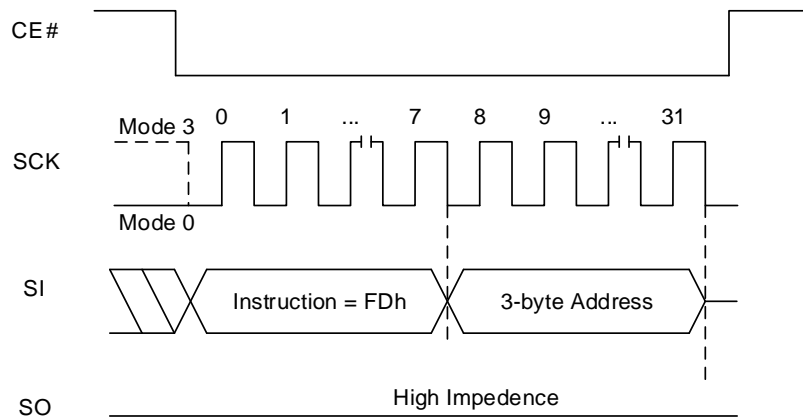 CE#
0 1 ... 7 8 9 ... 31
Mode 3
SCK
Mode 0
SI
Instruction = FDh
3-byte Address
High Impedence
SO